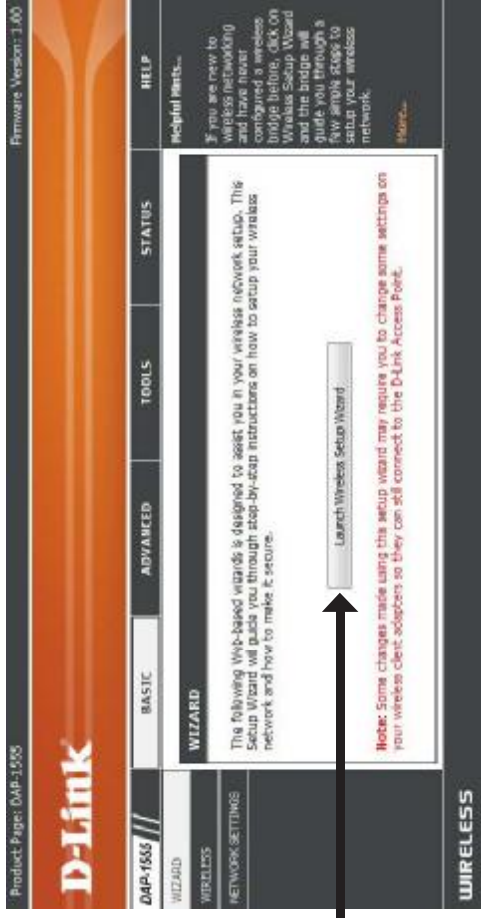 Product Page: DAP-1555
Firmware Version: 1.00
D-Link
DAP-1555
BASIC
ADVANCED
TOOLS
STATUS
HELP
WIZARD
WIRELESS
NETWORK SETTINGS
WIZARD
The following Web-based wizards is designed to assist you in your wireless network setup. This
Setup Wizard will guide you through step-by-step instructions on how to setup your wireless
network and how to make it secure.
Launch Wireless Setup Wizard
Note: Some changes made using this setup wizard may require you to change some settings on
your wireless client adapters so they can still connect to the D-Link Access Point.
Helpful Hints...
If you are new to
wireless networking
and have never
configured a wireless
bridge before, click on
Wireless Setup Wizard
and the bridge will
guide you through a
few simple steps to
setup your wireless
network.
More...
WIRELESS